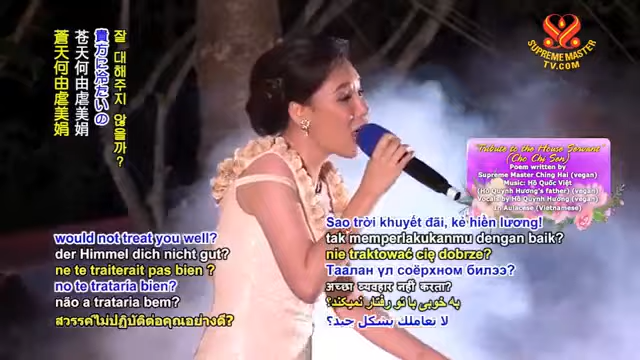 잘 대해주지 않을까?
貴方に冷たいの
苍天何由虐美娟
蒼天何由虐美娟
SUPREME MASTER
TV.COM
Tribute to the House Servant
(Cho Chi Sen)
Poem written by
Supreme Master Ching Hai (vegan)
Music: Hồ Quốc Việt
(Hồ Quỳnh Hương's father) (vegan)
Vocals by Hồ Quỳnh Hương (vegan)
In Aulacese (Vietnamese)
would not treat you well?
der Himmel dich nicht gut?
ne te traiterait pas bien ?
no te trataria bien?
não a trataria bem?
สวรรค์ไม่ปฏิบัติต่อคุณอย่างดี?
Sao trời khuyết đãi, kẻ hiền lương!
tak memperlakukanmu dengan baik?
nie traktować cię dobrze?
Таалан үл соёрхном билээ?
अच्छा व्यवहार नहीं करता?
به خوبی با تو رفتار نمیکند؟
لا نعاملك بشكل جيد؟